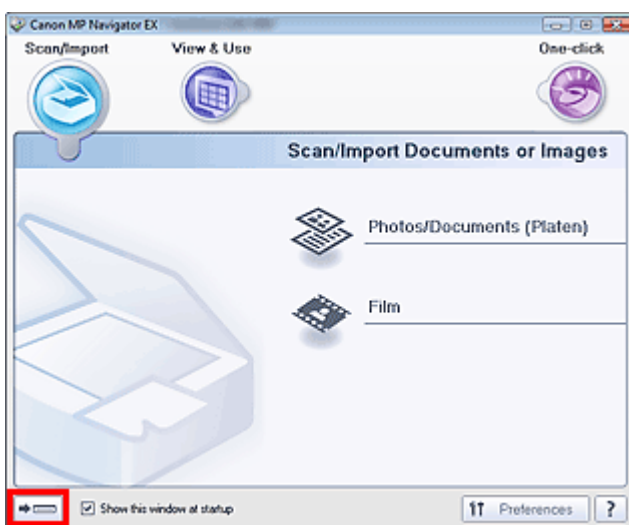 Canon MP Navigator EX
Scan/Import
View & Use
One-click
Scan/Import Documents or Images
Photos/Documents (Platen)
Film
Show this window at startup
Preferences
?